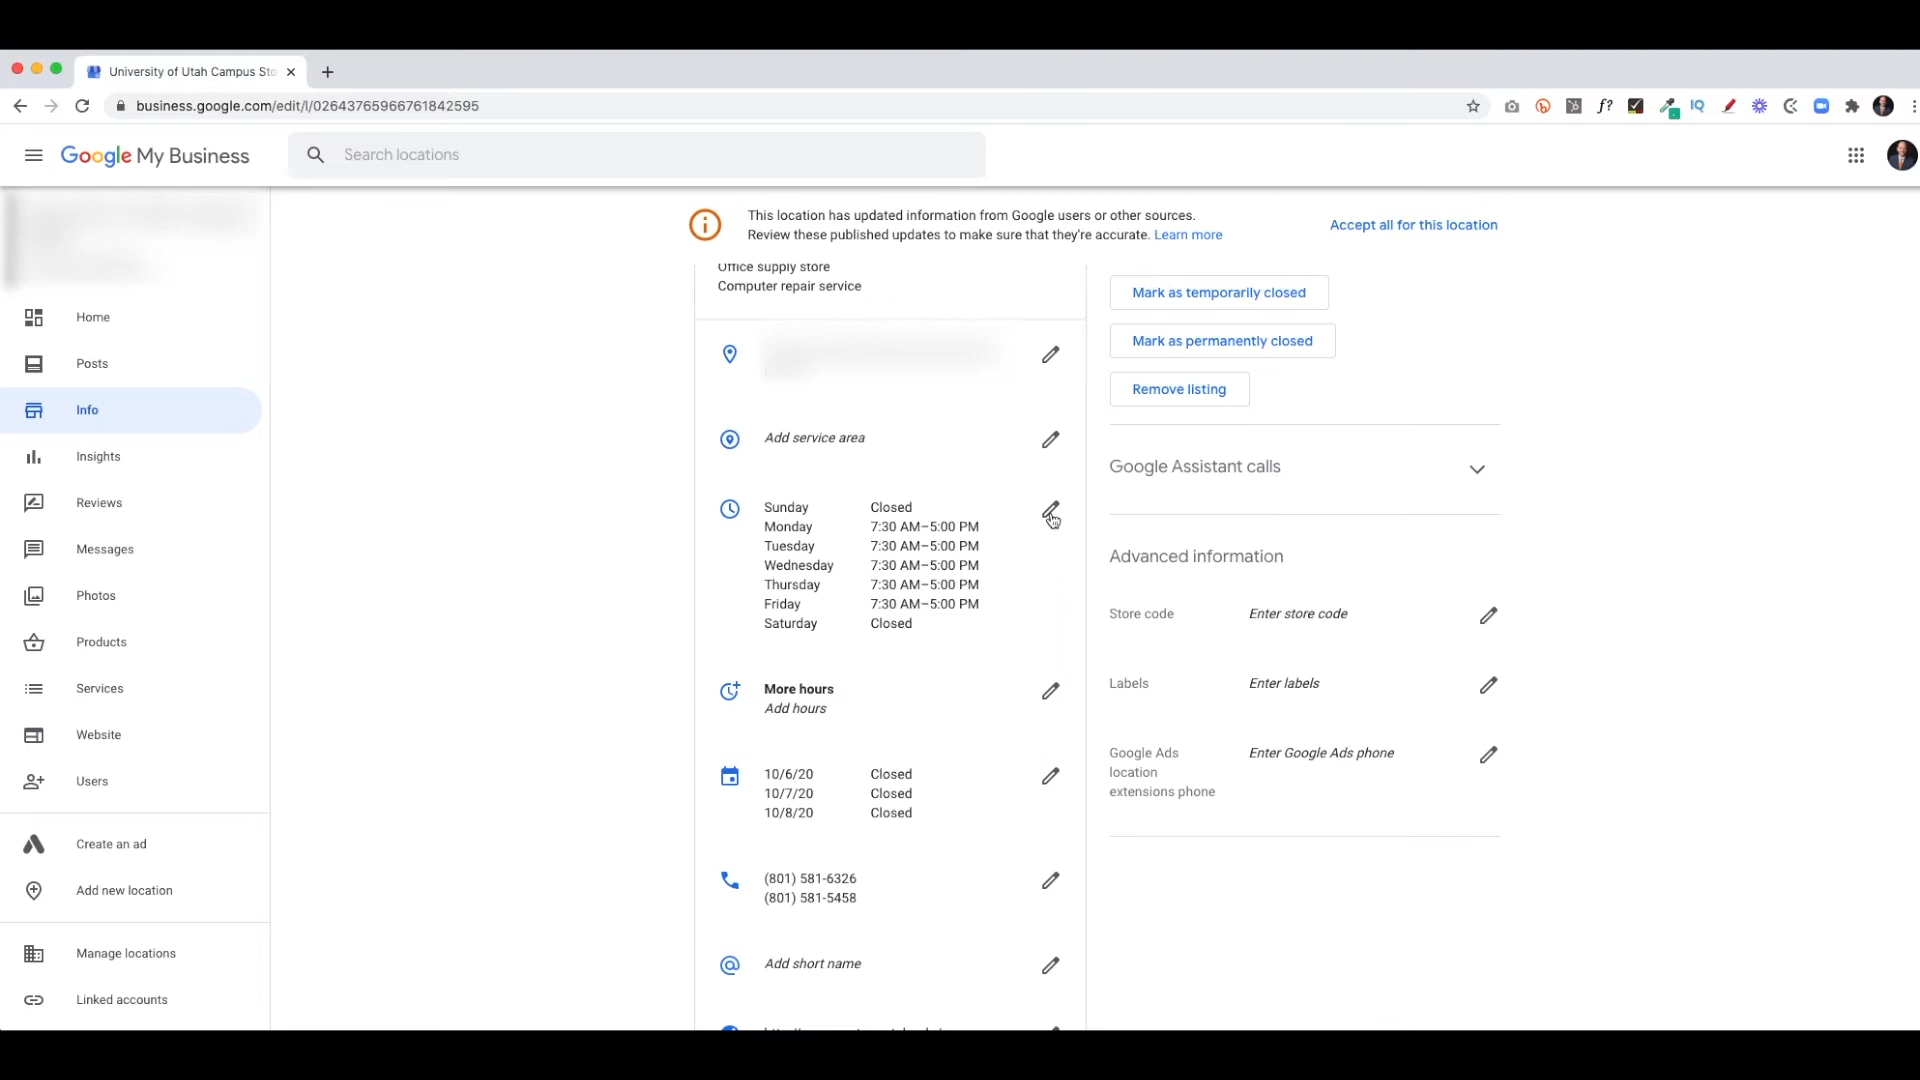 University of Utah Campus Sto
business.google.com/edit/l/02643765966761842595
Google My Business
Search locations
This location has updated information from Google users or other sources.
Review these published updates to make sure that they're accurate. Learn more
Accept all for this location
Home
Posts
Info
Insights
Reviews
Messages
Photos
Products
Services
Website
Users
Create an ad
Add new location
Manage locations
Linked accounts
Office supply store
Computer repair service
Add service area
Sunday Closed
Monday 7:30 AM–5:00 PM
Tuesday 7:30 AM–5:00 PM
Wednesday 7:30 AM–5:00 PM
Thursday 7:30 AM–5:00 PM
Friday 7:30 AM–5:00 PM
Saturday Closed
More hours
Add hours
10/6/20 Closed
10/7/20 Closed
10/8/20 Closed
(801) 581-6326
(801) 581-5458
Add short name
Mark as temporarily closed
Mark as permanently closed
Remove listing
Google Assistant calls
Advanced information
Store code Enter store code
Labels Enter labels
Google Ads Enter Google Ads phone
location
extensions phone